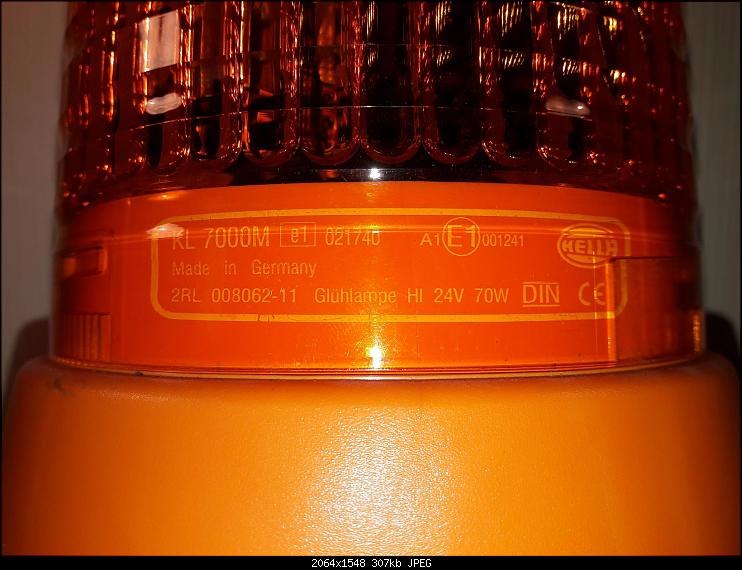 KL 7000M e1 021740 A1 E1 001241 HELLA
Made in Germany
2RL 008062-11 Glühlampe HI 24V 70W DIN CE
2064x1548 307kb JPEG